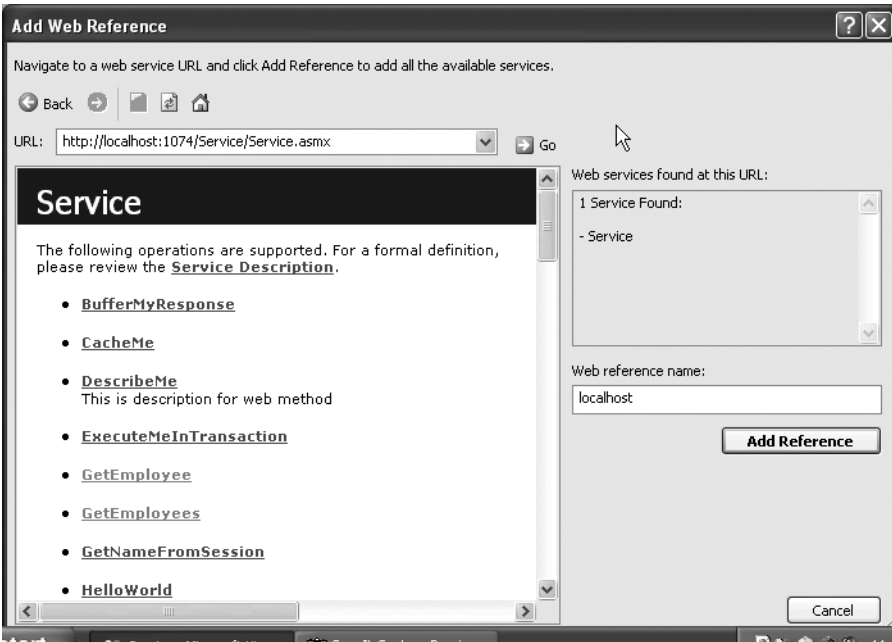 Add Web Reference
Navigate to a web service URL and click Add Reference to add all the available services.
Back
URL: http://localhost:1074/Service/Service.asmx Go
Service
The following operations are supported. For a formal definition,
please review the Service Description.
• BufferMyResponse
• CacheMe
• DescribeMe
This is description for web method
• ExecuteMeInTransaction
• GetEmployee
• GetEmployees
• GetNameFromSession
• HelloWorld
Web services found at this URL:
1 Service Found:
- Service
Web reference name:
localhost
Add Reference
Cancel